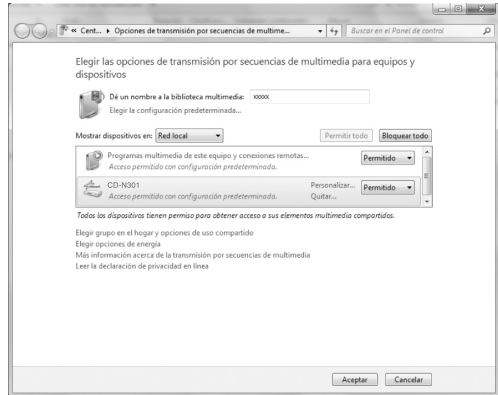 « Cent... ▸ Opciones de transmisión por secuencias de multime... Buscar en el Panel de control
Elegir las opciones de transmisión por secuencias de multimedia para equipos y
dispositivos
Dé un nombre a la biblioteca multimedia: xxxxx
Elegir la configuración predeterminada...
Mostrar dispositivos en: Red local Permitir todo Bloquear todo
Programas multimedia de este equipo y conexiones remotas... Permitido
Acceso permitido con configuración predeterminada.
CD-N301 Personalizar... Permitido
Acceso permitido con configuración predeterminada. Quitar...
Todos los dispositivos tienen permiso para obtener acceso a sus elementos multimedia compartidos.
Elegir grupo en el hogar y opciones de uso compartido
Elegir opciones de energía
Más información acerca de la transmisión por secuencias de multimedia
Leer la declaración de privacidad en línea
Aceptar Cancelar